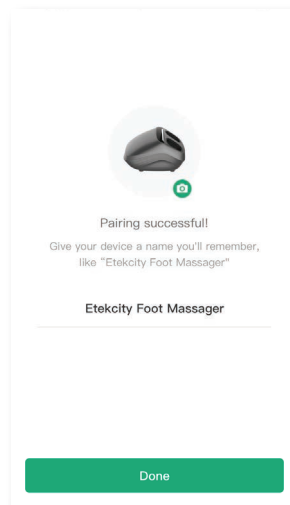 Pairing successful!
Give your device a name you'll remember,
like "Etekcity Foot Massager"
Etekcity Foot Massager
Done